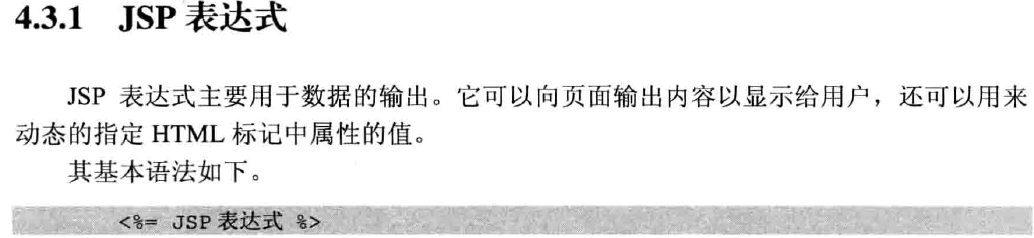 4.3.1 JSP 表达式
JSP 表达式主要用于数据的输出。它可以向页面输出内容以显示给用户，还可以用来
动态的指定 HTML 标记中属性的值。
其基本语法如下。
<%= JSP 表达式 %>